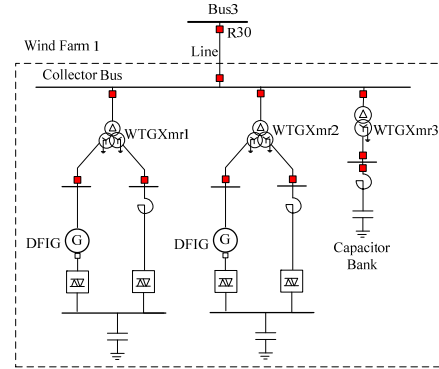 Bus3
R30
Line
Wind Farm 1
Collector Bus
WTGXmr1
WTGXmr2
WTGXmr3
DFIG
G
DFIG
G
Capacitor
Bank